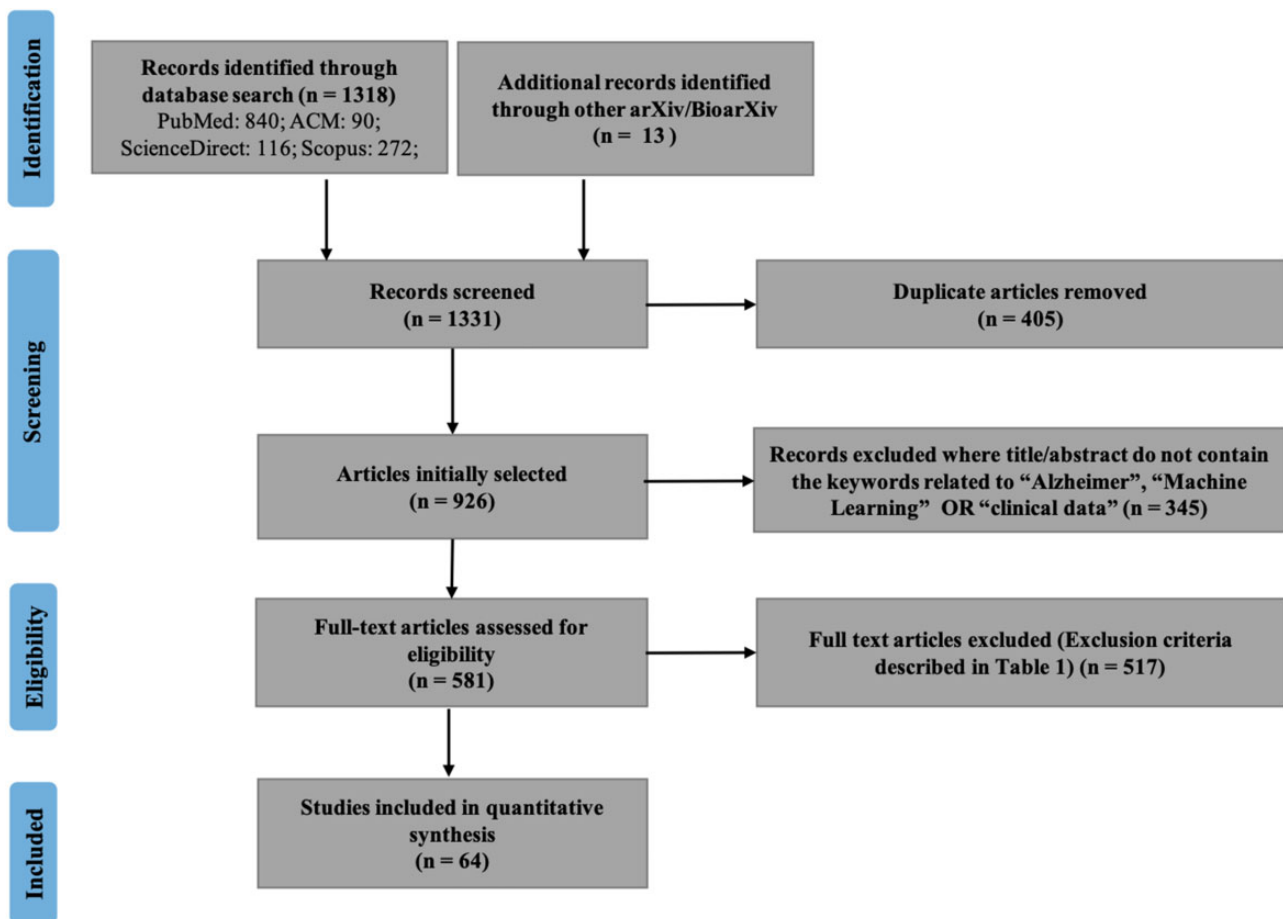 Identification
Records identified through
database search (n = 1318)
PubMed: 840; ACM: 90;
ScienceDirect: 116; Scopus: 272;
Additional records identified
through other arXiv/BioarXiv
(n =  13 )
Screening
Records screened
(n = 1331)
Duplicate articles removed
(n = 405)
Articles initially selected
(n = 926)
Records excluded where title/abstract do not contain
the keywords related to “Alzheimer”, “Machine
Learning”  OR “clinical data” (n = 345)
Eligibility
Full-text articles assessed for
eligibility
(n = 581)
Full text articles excluded (Exclusion criteria
described in Table 1) (n = 517)
Included
Studies included in quantitative
synthesis
(n = 64)